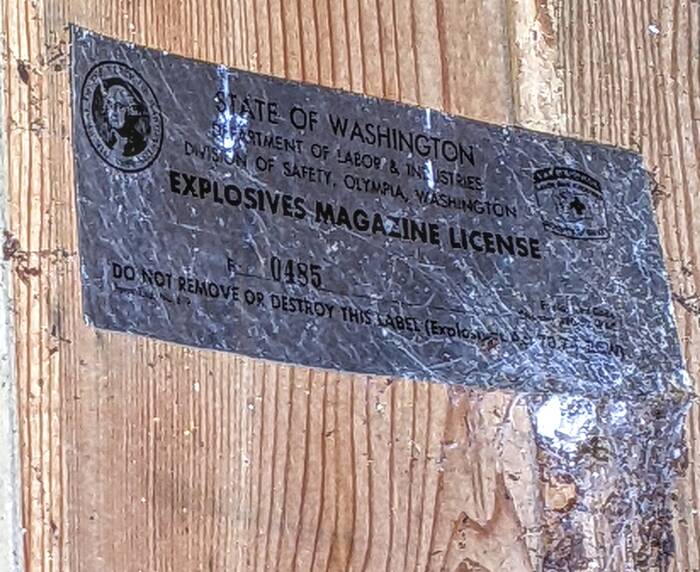 STATE OF WASHINGTON
DEPARTMENT OF LABOR & INDUSTRIES
DIVISION OF SAFETY, OLYMPIA, WASHINGTON
EXPLOSIVES MAGAZINE LICENSE
0485
DO NOT REMOVE OR DESTROY THIS LABEL